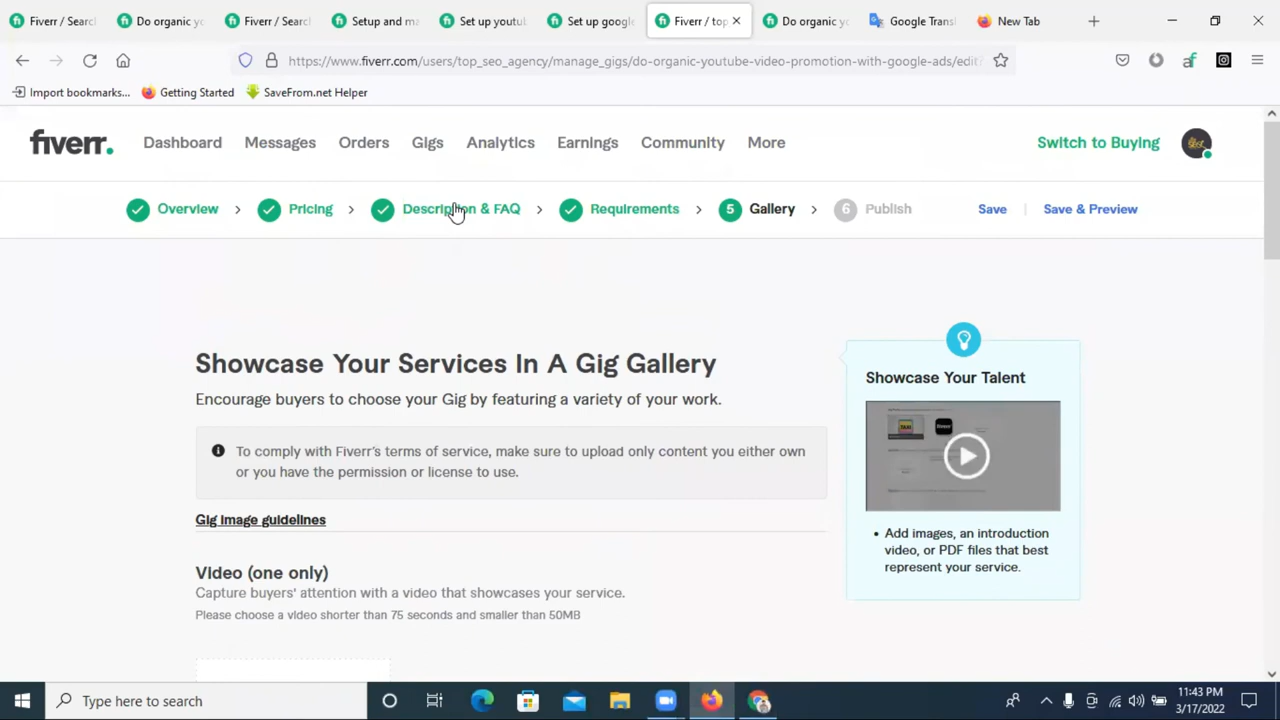 Fiverr / Searc
Do organic yo
Fiverr / Searc
Setup and ma
Set up youtu
Set up googl
Fiverr / top
Do organic yo
Google Transl
New Tab
https://www.fiverr.com/users/top_seo_agency/manage_gigs/do-organic-youtube-video-promotion-with-google-ads/edit?
Import bookmarks...
Getting Started
SaveFrom.net Helper
fiverr.
Dashboard
Messages
Orders
Gigs
Analytics
Earnings
Community
More
Switch to Buying
Overview
Pricing
Description & FAQ
Requirements
5 Gallery
6 Publish
Save
Save & Preview
Showcase Your Services In A Gig Gallery
Encourage buyers to choose your Gig by featuring a variety of your work.
To comply with Fiverr's terms of service, make sure to upload only content you either own
or you have the permission or license to use.
Gig image guidelines
Video (one only)
Capture buyers' attention with a video that showcases your service.
Please choose a video shorter than 75 seconds and smaller than 50MB
Showcase Your Talent
TAXI
fiverr
• Add images, an introduction
video, or PDF files that best
represent your service.
Type here to search
11:43 PM
3/17/2022